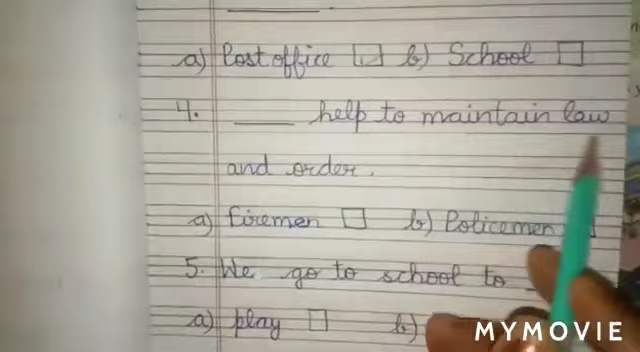 a) Post office b) School
4. ____ help to maintain law
and order.
a) Firemen b) Policemen
5. We go to school to
a) play b)
MYMOVIE